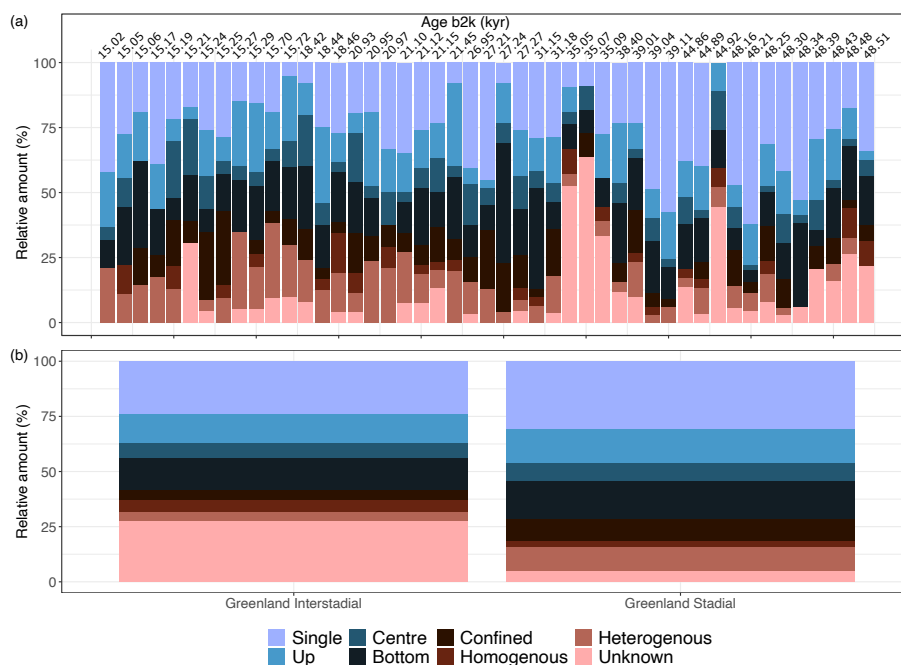 (a)
Age b2k (kyr)
15.02 15.05 15.06 15.17 15.19 15.21 15.24 15.25 15.27 15.29 15.70 15.72 18.42 18.44 18.46 20.93 20.95 20.97 21.10 21.12 21.15 21.45 26.95 27.21 27.24 27.27 31.15 31.18 35.05 35.07 35.09 38.40 39.01 39.04 39.11 44.86 44.89 44.92 48.16 48.21 48.25 48.30 48.34 48.39 48.43 48.48 48.51
Relative amount (%)
100
75
50
25
0
(b)
Relative amount (%)
100
75
50
25
0
Greenland Interstadial Greenland Stadial
Single Centre Confined Heterogenous
Up Bottom Homogenous Unknown